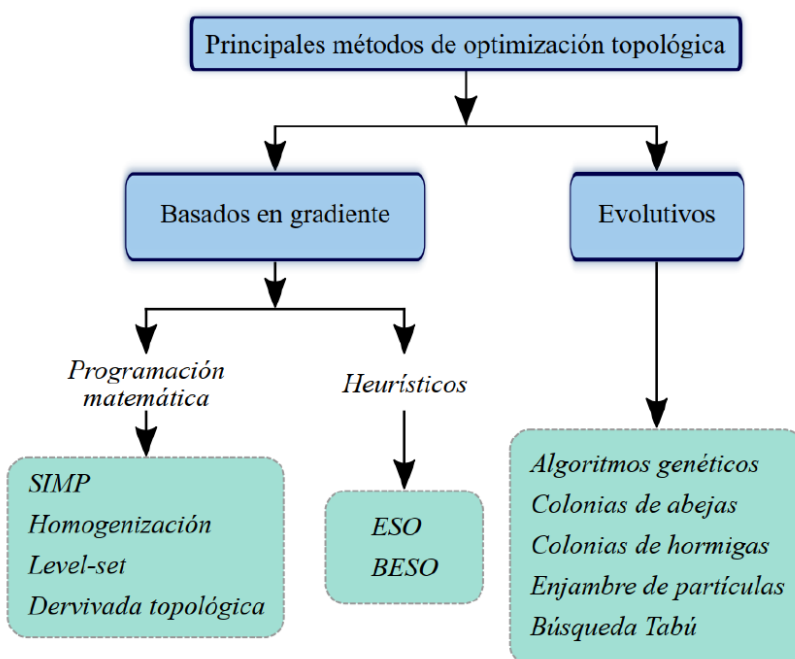 Principales métodos de optimización topológica
Basados en gradiente
Evolutivos
Programación
matemática
Heurísticos
SIMP
Homogenización
Level-set
Dervivada topológica
ESO
BESO
Algoritmos genéticos
Colonias de abejas
Colonias de hormigas
Enjambre de partículas
Búsqueda Tabú